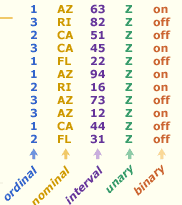 1 AZ 63 Z on
3 RI 82 Z off
2 CA 51 Z off
3 CA 45 Z on
1 FL 22 Z off
1 AZ 94 Z on
2 RI 16 Z off
3 AZ 73 Z off
3 AZ 12 Z on
1 CA 44 Z off
2 FL 31 Z off
ordinal nominal interval unary binary